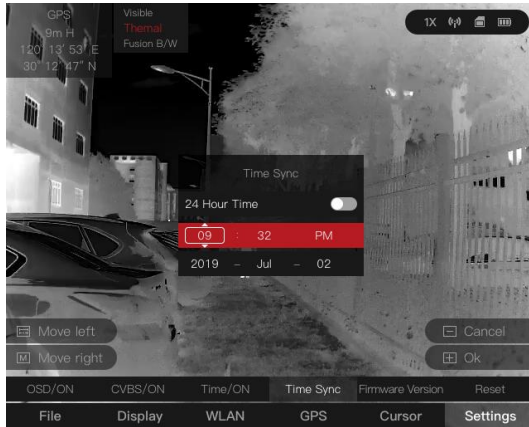 GPS
9m H
120° 13′ 53″ E
30° 12′ 47″ N
Visible
Thermal
Fusion B/W
1X
Time Sync
24 Hour Time
09 : 32 PM
2019 – Jul – 02
Move left
M Move right
Cancel
Ok
OSD/ON CVBS/ON Time/ON Time Sync Firmware Version Reset
File Display WLAN GPS Cursor Settings